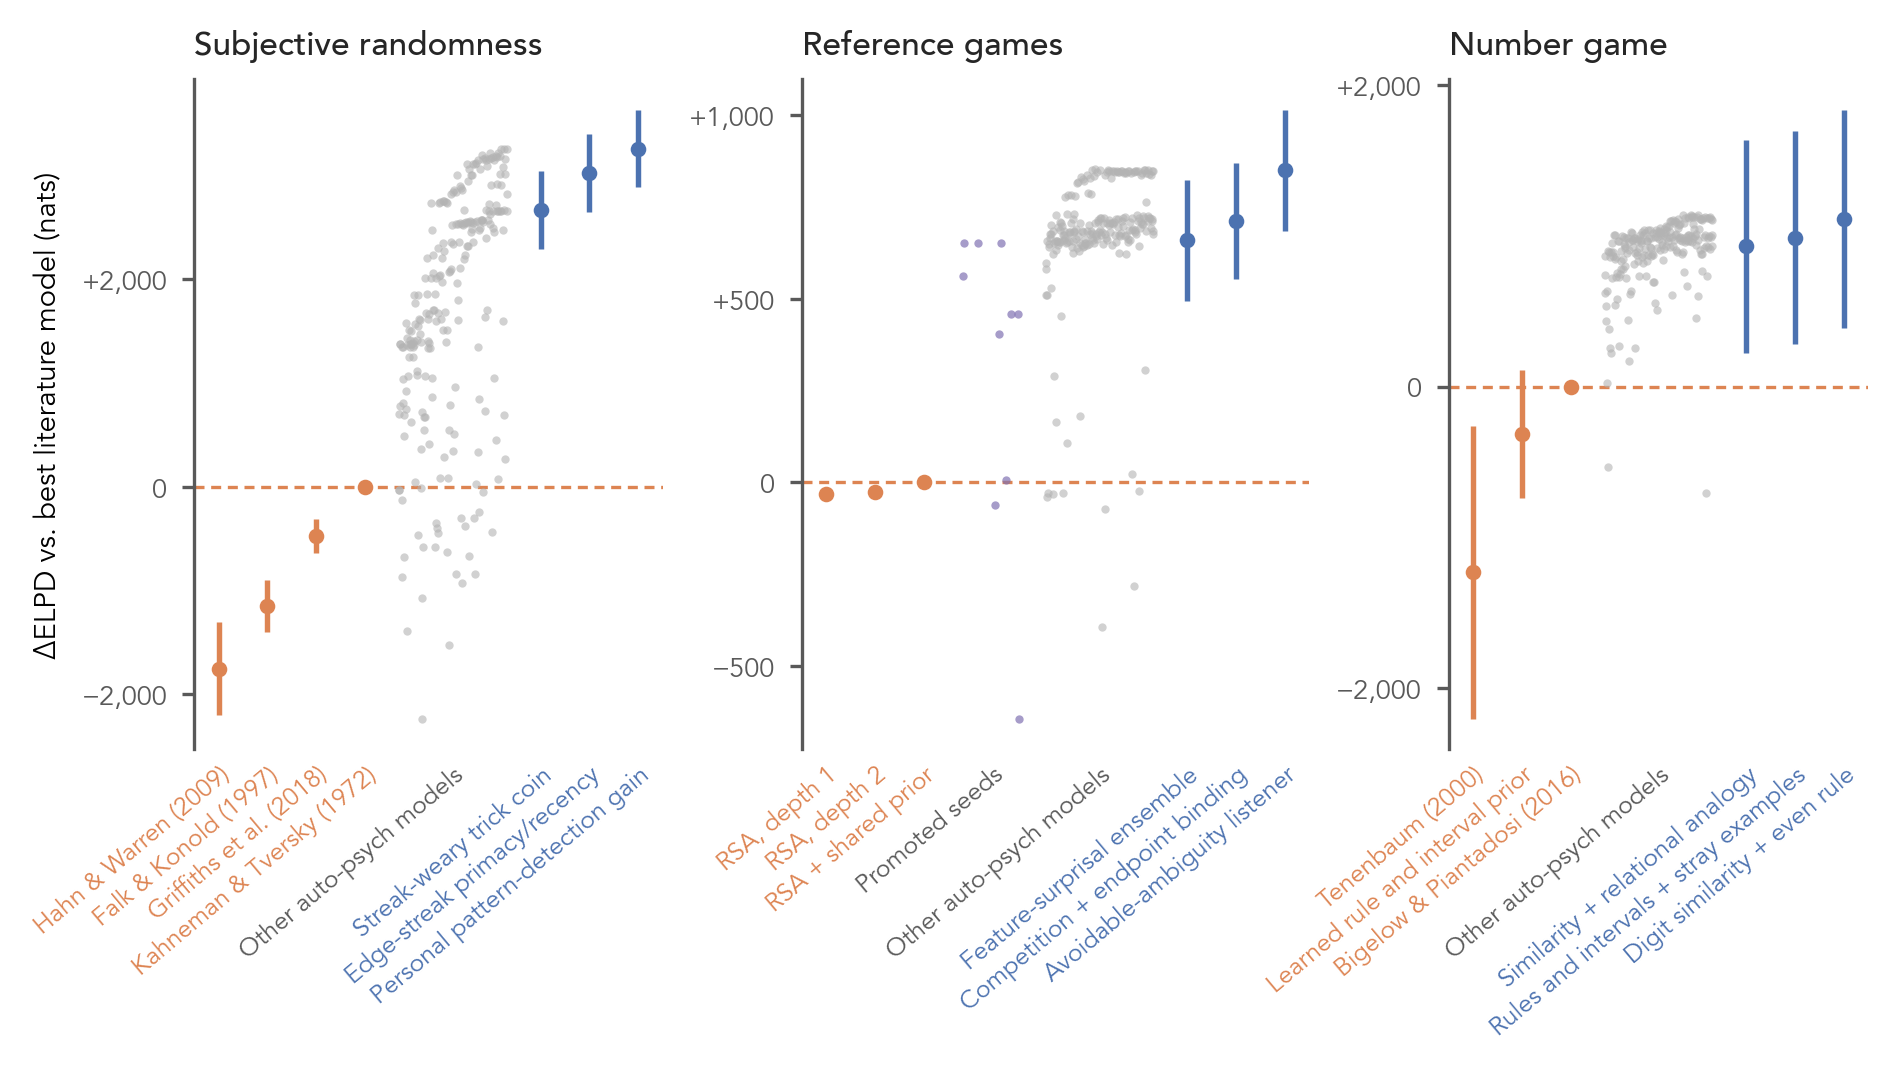 Subjective randomness
Reference games
Number game
ΔELPD vs. best literature model (nats)
+2,000
0
−2,000
Hahn & Warren (2009)
Falk & Konold (1997)
Griffiths et al. (2018)
Kahneman & Tversky (1972)
Other auto-psych models
Streak-weary trick coin
Edge-streak primacy/recency
Personal pattern-detection gain
+1,000
+500
0
−500
RSA, depth 1
RSA, depth 2
RSA + shared prior
Promoted seeds
Other auto-psych models
Feature-surprisal ensemble
Competition + endpoint binding
Avoidable-ambiguity listener
+2,000
0
−2,000
Tenenbaum (2000)
Learned rule and interval prior
Bigelow & Piantadosi (2016)
Other auto-psych models
Similarity + relational analogy
Rules and intervals + stray examples
Digit similarity + even rule